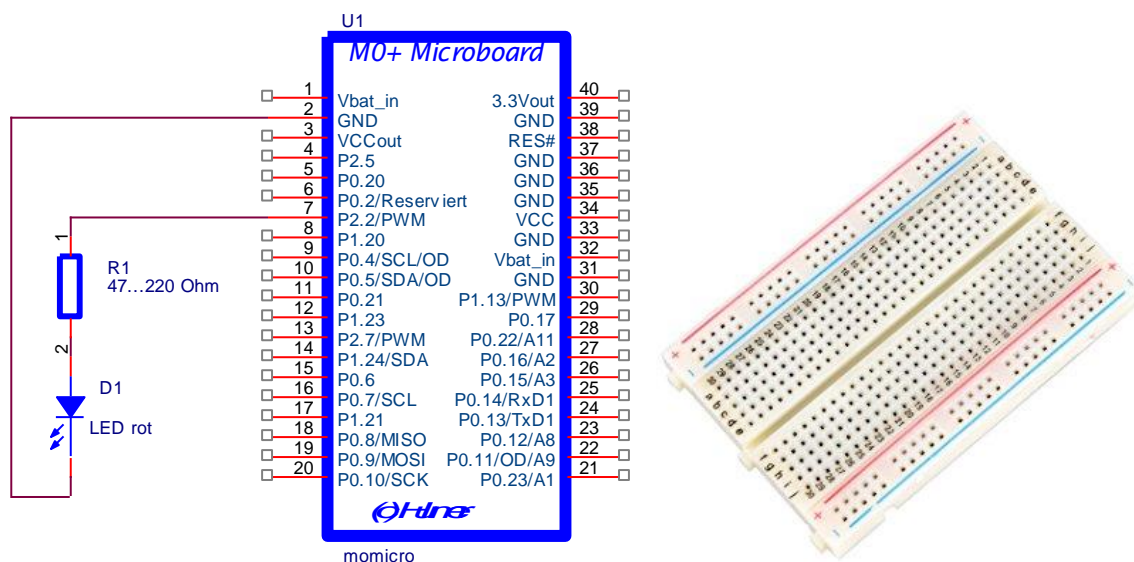 U1
M0+ Microboard
1 Vbat_in 3.3Vout 40
2 GND GND 39
3 VCCout RES# 38
4 P2.5 GND 37
5 P0.20 GND 36
6 P0.2/Reserviert GND 35
7 P2.2/PWM VCC 34
8 P1.20 GND 33
9 P0.4/SCL/OD Vbat_in 32
10 P0.5/SDA/OD GND 31
11 P0.21 P1.13/PWM 30
12 P1.23 P0.17 29
13 P2.7/PWM P0.22/A11 28
14 P1.24/SDA P0.16/A2 27
15 P0.6 P0.15/A3 26
16 P0.7/SCL P0.14/RxD1 25
17 P1.21 P0.13/TxD1 24
18 P0.8/MISO P0.12/A8 23
19 P0.9/MOSI P0.11/OD/A9 22
20 P0.10/SCK P0.23/A1 21
momicro
1
R1
47...220 Ohm
2
D1
LED rot
a b c d e
f g h i j
a b c d e
f g h i j